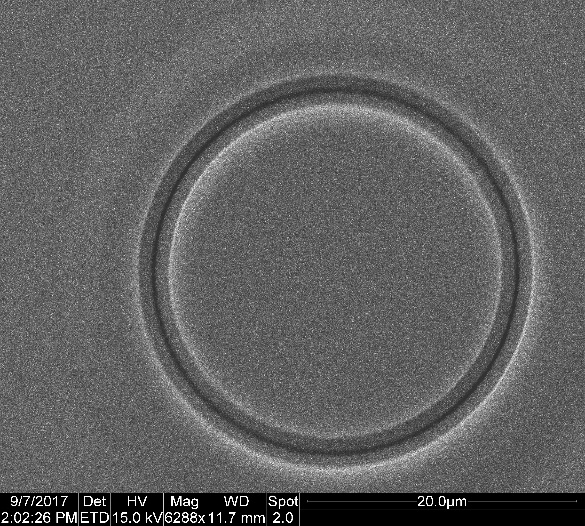 9/7/2017 Det HV Mag WD Spot 20.0µm
2:02:26 PM ETD 15.0 kV 6288x 11.7 mm 2.0